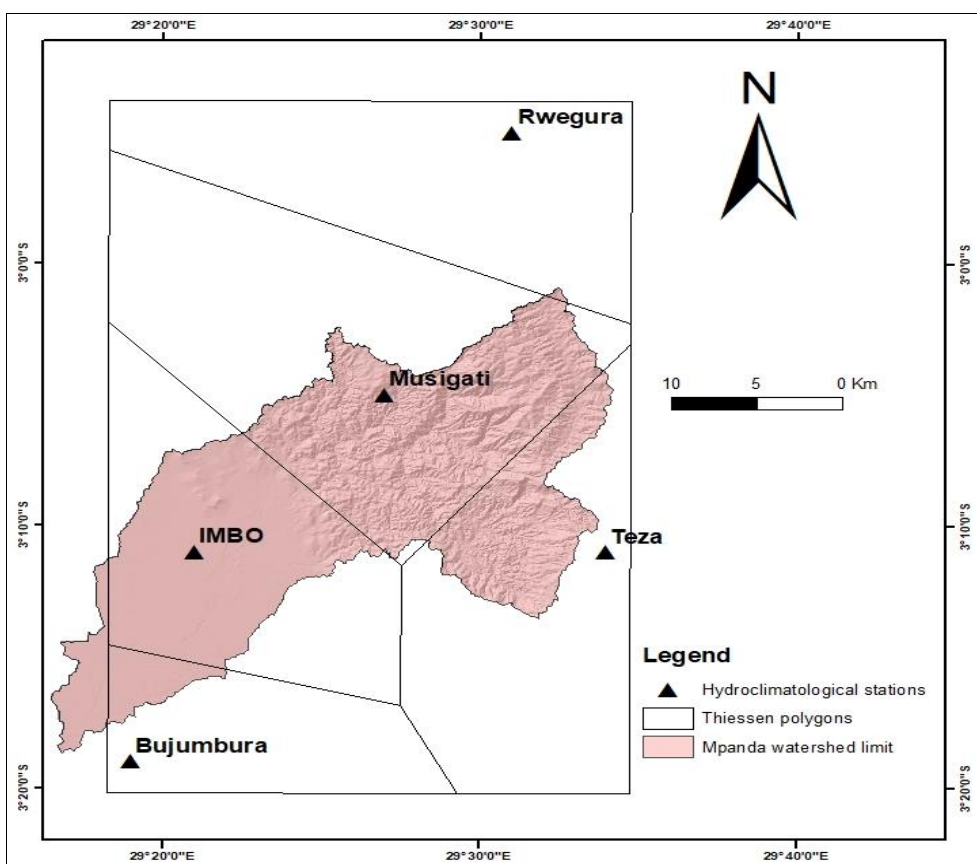 29°20'0"E 29°30'0"E 29°40'0"E
N
Rwegura
3°0'0"S 3°0'0"S
Musigati
10 5 0 Km
IMBO
Teza
3°10'0"S 3°10'0"S
Legend
Hydroclimatological stations
Thiessen polygons
Mpanda watershed limit
Bujumbura
3°20'0"S 3°20'0"S
29°20'0"E 29°30'0"E 29°40'0"E